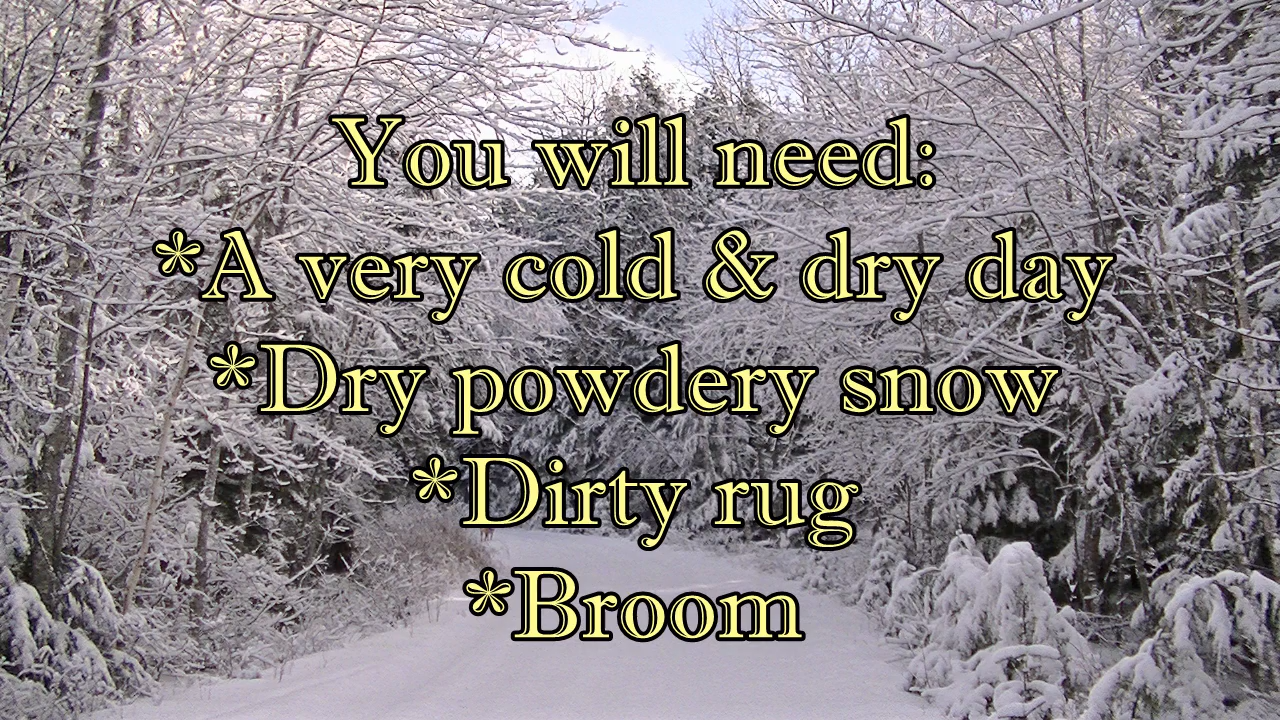 You will need:
*A very cold & dry day
*Dry powdery snow
*Dirty rug
*Broom